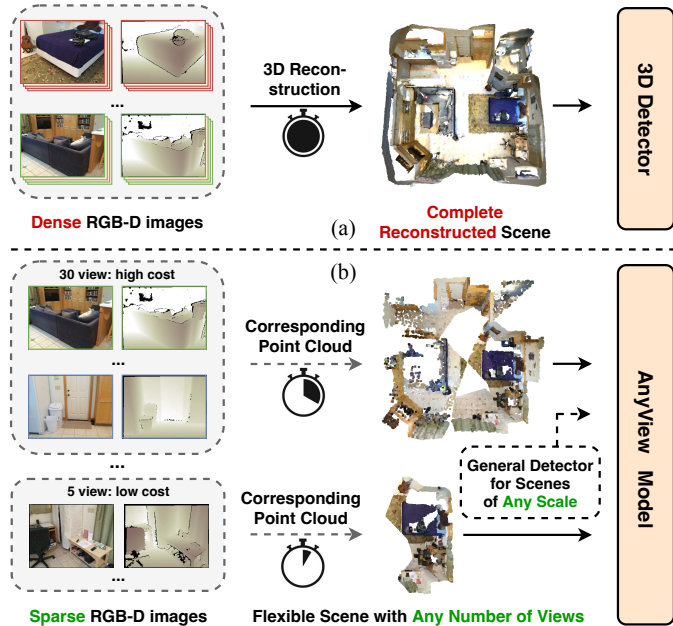 ...
3D Recon-
struction
3D Detector
...
Dense RGB-D images
(a)
Complete
Reconstructed Scene
(b)
30 view: high cost
Corresponding
Point Cloud
...
...
AnyView Model
General Detector
for Scenes
of Any Scale
5 view: low cost
Corresponding
Point Cloud
...
Sparse RGB-D images
Flexible Scene with Any Number of Views